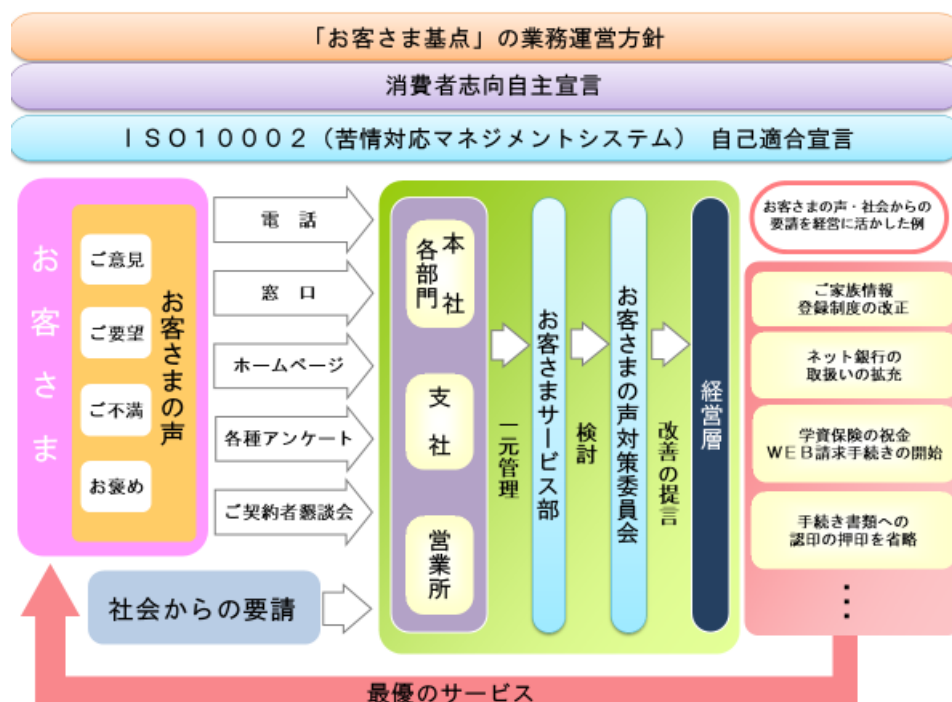 「お客さま基点」の業務運営方針
消費者志向自主宣言
ＩＳＯ１０００２（苦情対応マネジメントシステム）　自己適合宣言
お客さま
お客さまの声
ご意見
ご要望
ご不満
お褒め
電　話
窓　口
ホームページ
各種アンケート
ご契約者懇談会
社会からの要請
本社
各部門
支社
営業所
一元管理
お客さまサービス部
検討
お客さまの声対策委員会
改善の提言
経営層
お客さまの声・社会からの
要請を経営に活かした例
ご家族情報
登録制度の改正
ネット銀行の
取扱いの拡充
学資保険の祝金
ＷＥＢ請求手続きの開始
手続き書類への
認印の押印を省略
・・・
最優のサービス